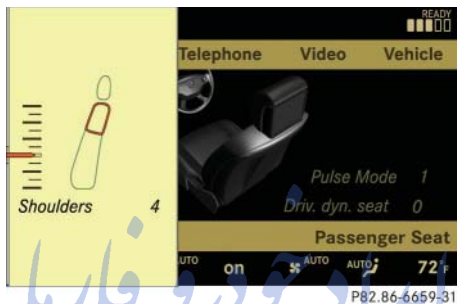 READY
Telephone Video Vehicle
Pulse Mode 1
Shoulders 4
Driv. dyn. seat 0
Passenger Seat
UTO on AUTO AUTO 72°F
P82.86-6659-31